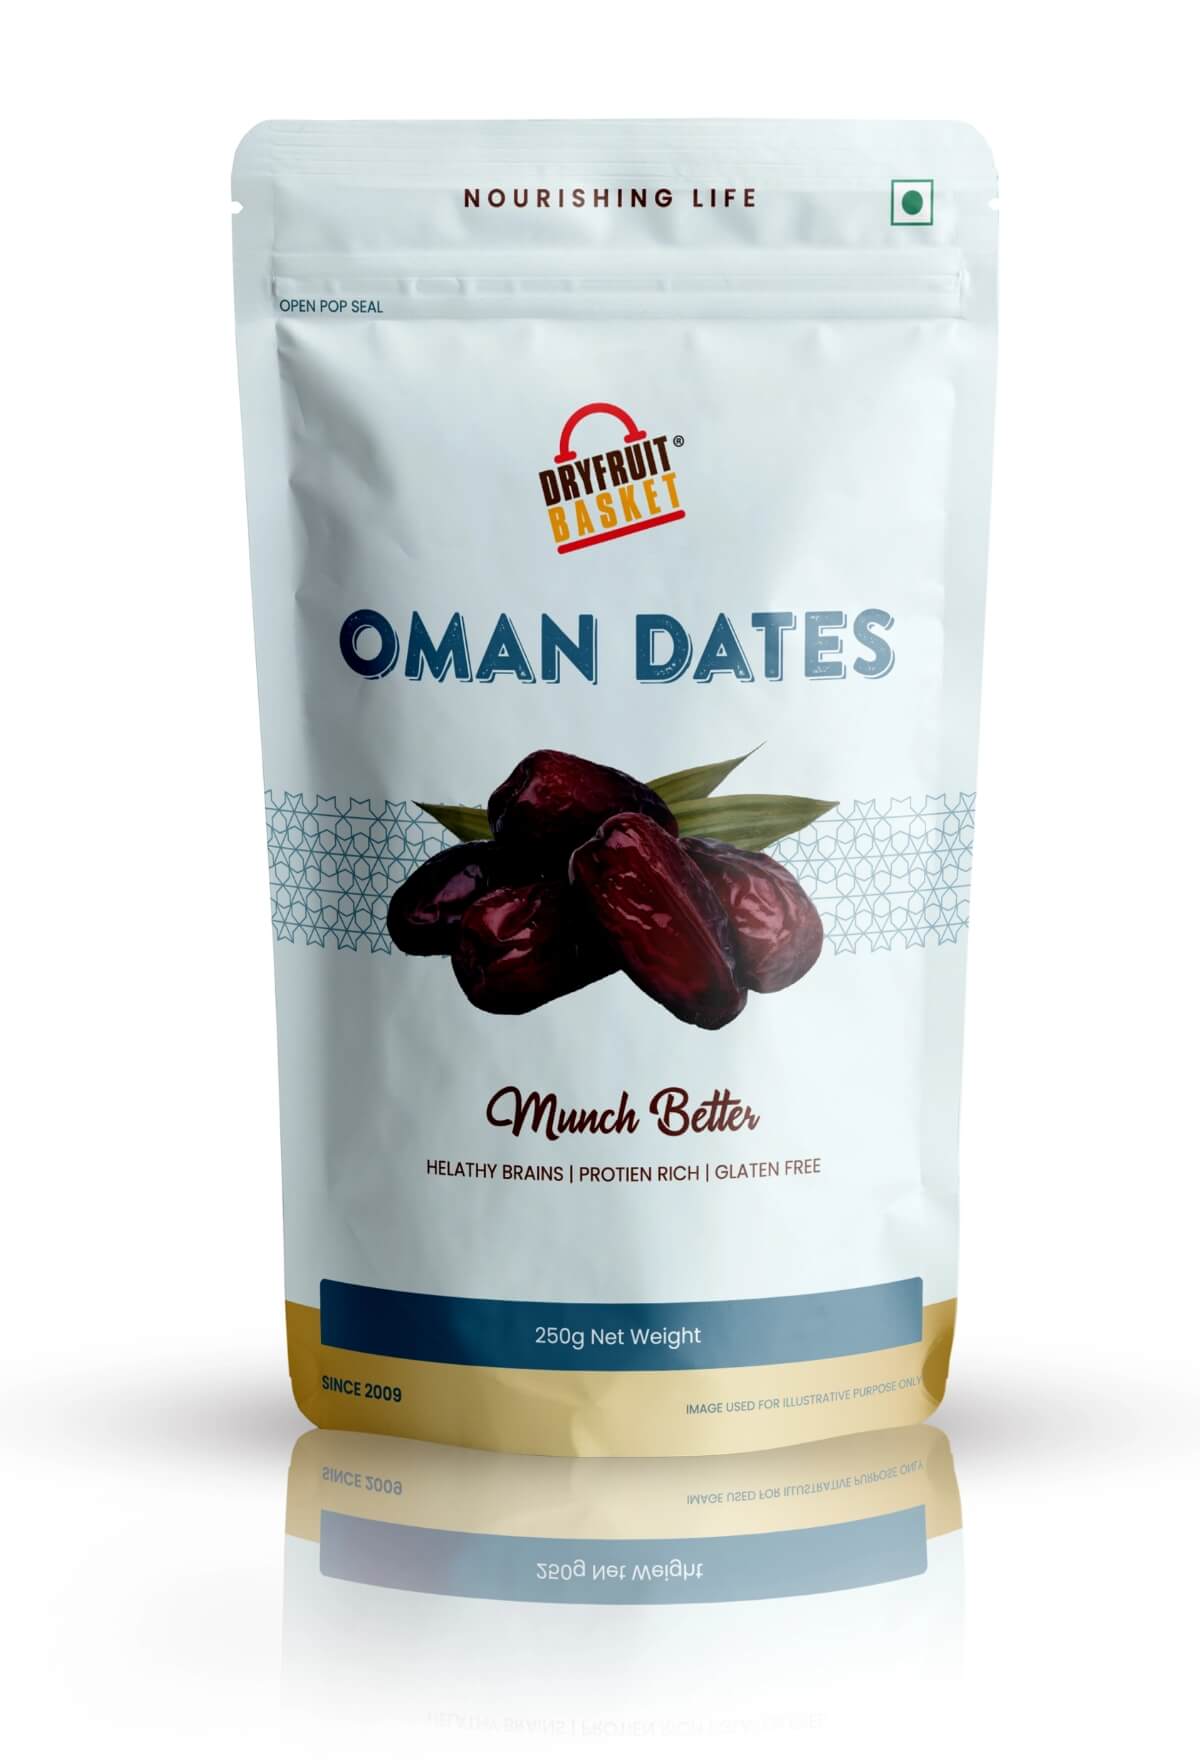 NOURISHING LIFE
OPEN POP SEAL
DRYFRUIT®
BASKET
OMAN DATES
Munch Better
HELATHY BRAINS | PROTIEN RICH | GLATEN FREE
250g Net Weight
SINCE 2009
IMAGE USED FOR ILLUSTRATIVE PURPOSE ONLY